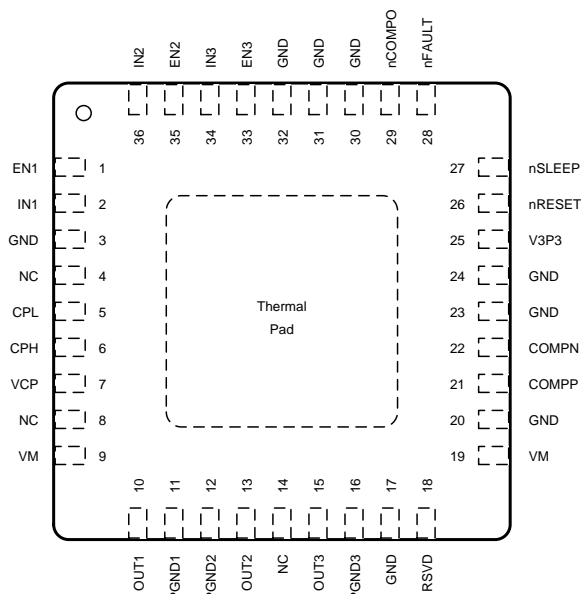 IN2 EN2 IN3 EN3 GND GND GND nCOMPO nFAULT
36 35 34 33 32 31 30 29 28
EN1 1 27 nSLEEP
IN1 2 26 nRESET
GND 3 25 V3P3
NC 4 24 GND
CPL 5 23 GND
CPH 6 22 COMPN
VCP 7 21 COMPP
NC 8 20 GND
VM 9 19 VM
Thermal
Pad
10 11 12 13 14 15 16 17 18
OUT1 PGND1 PGND2 OUT2 NC OUT3 PGND3 GND RSVD